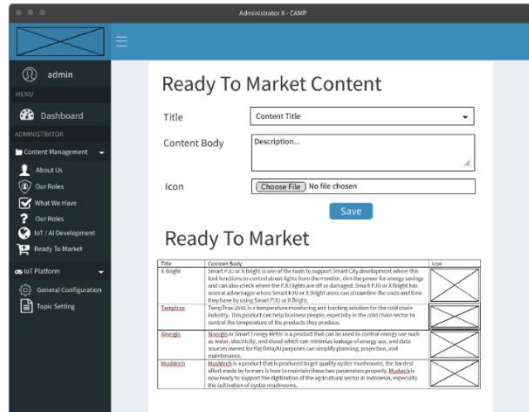 Administrator X - CAMP
admin
MENU
Dashboard
ADMINISTRATOR
Content Management
About Us
Our Roles
What We Have
Our Roles
IoT / AI Development
Ready To Market
IoT Platform
General Configuration
Topic Setting
Ready To Market Content
Title
Content Title
Content Body
Description...
Icon
Choose File No file chosen
Save
Ready To Market
Title Content Body Icon
X-Bright Smart PJU or X Bright is one of the tools to support Smart City development where this
tool functions to control street lights from the monitor, dim the power for energy savings
and can also check where the PJU lights are off or damaged. Smart PJU or X Bright has
several advantages where Smart PJU or X Bright users can streamline the costs and time
they have by using Smart PJU or X Bright.
is a temperature monitoring and tracking solution for the cold chain
industry. This product can help business people, especially in the cold chain sector to
control the temperature of the products they produce.
or Smart Energy Meter is a product that can be used to control energy use such
as water, electricity, and diesel which can minimize leakage of energy use, and data
sources owned for Big Data/AI purposes can simplify planning, projection, and
maintenance.
Mushtech Mushtech is a product that is produced to get quality oyster mushrooms, the hardest
effort made by farmers is how to maintain these two parameters properly. Mustech is
now ready to support the digitization of the agricultural sector in Indonesia, especially
the cultivation of oyster mushrooms.